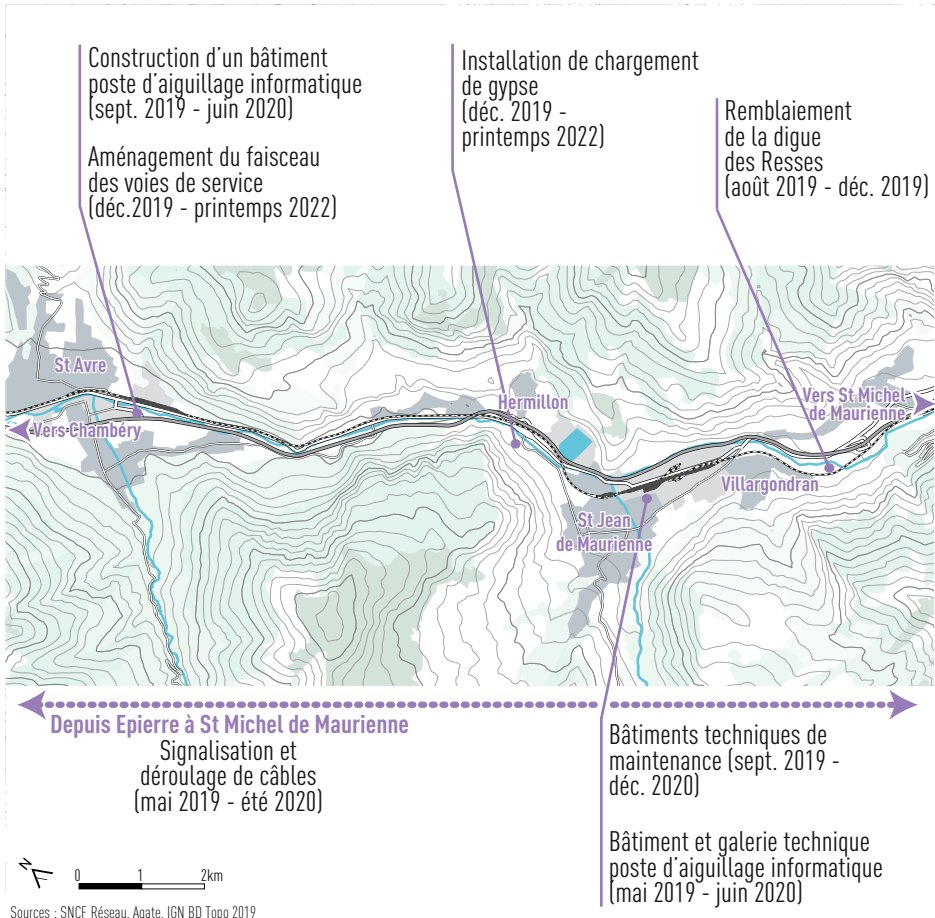 Construction d'un bâtiment
poste d'aiguillage informatique
(sept. 2019 - juin 2020)
Aménagement du faisceau
des voies de service
(déc.2019 - printemps 2022)
Installation de chargement
de gypse
(déc. 2019 -
printemps 2022)
Remblaiement
de la digue
des Resses
(août 2019 - déc. 2019)
St Avre
Vers Chambéry
Hermillon
Vers St Michel
de Maurienne
Villargondran
St Jean
de Maurienne
Depuis Epierre à St Michel de Maurienne
Signalisation et
déroulage de câbles
(mai 2019 - été 2020)
Bâtiments techniques de
maintenance (sept. 2019 -
déc. 2020)
Bâtiment et galerie technique
poste d'aiguillage informatique
(mai 2019 - juin 2020)
N
0 1 2km
Sources : SNCF Réseau, Agate, IGN BD Topo 2019